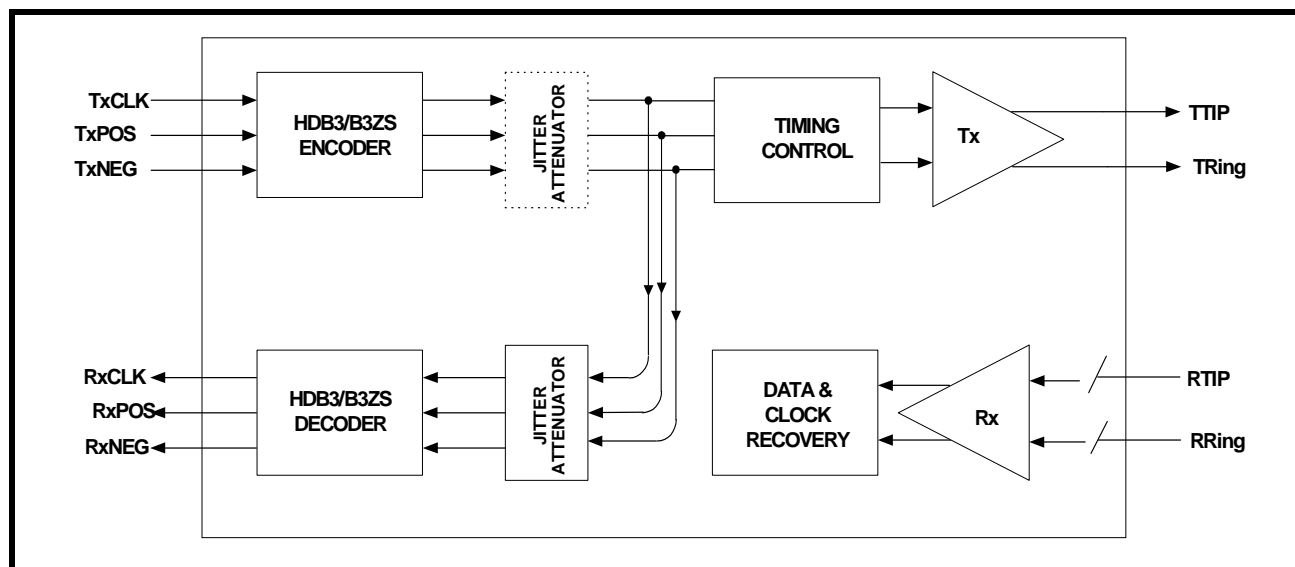 TxCLK
TxPOS
TxNEG
HDB3/B3ZS
ENCODER
JITTER
ATTENUATOR
TIMING
CONTROL
Tx
TTIP
TRing
RxCLK
RxPOS
RxNEG
HDB3/B3ZS
DECODER
JITTER
ATTENUATOR
DATA &
CLOCK
RECOVERY
Rx
RTIP
RRing